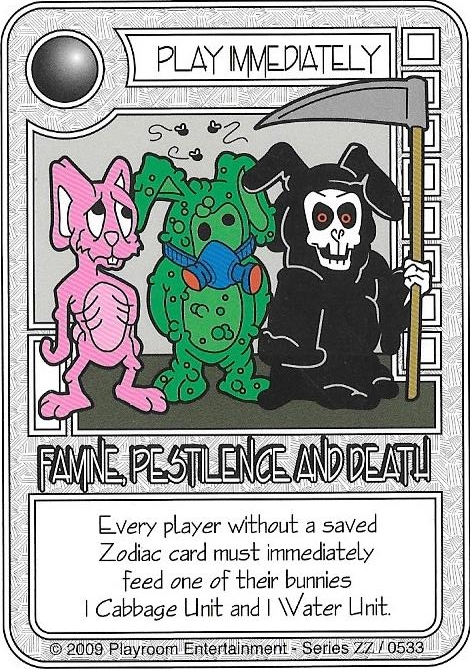 PLAY IMMEDIATELY
S Z
S
FAMINE, PESTILENCE AND DEATH
Every player without a saved
Zodiac card must immediately
feed one of their bunnies
1 Cabbage Unit and 1 Water Unit.
© 2009 Playroom Entertainment - Series ZZ / 0533